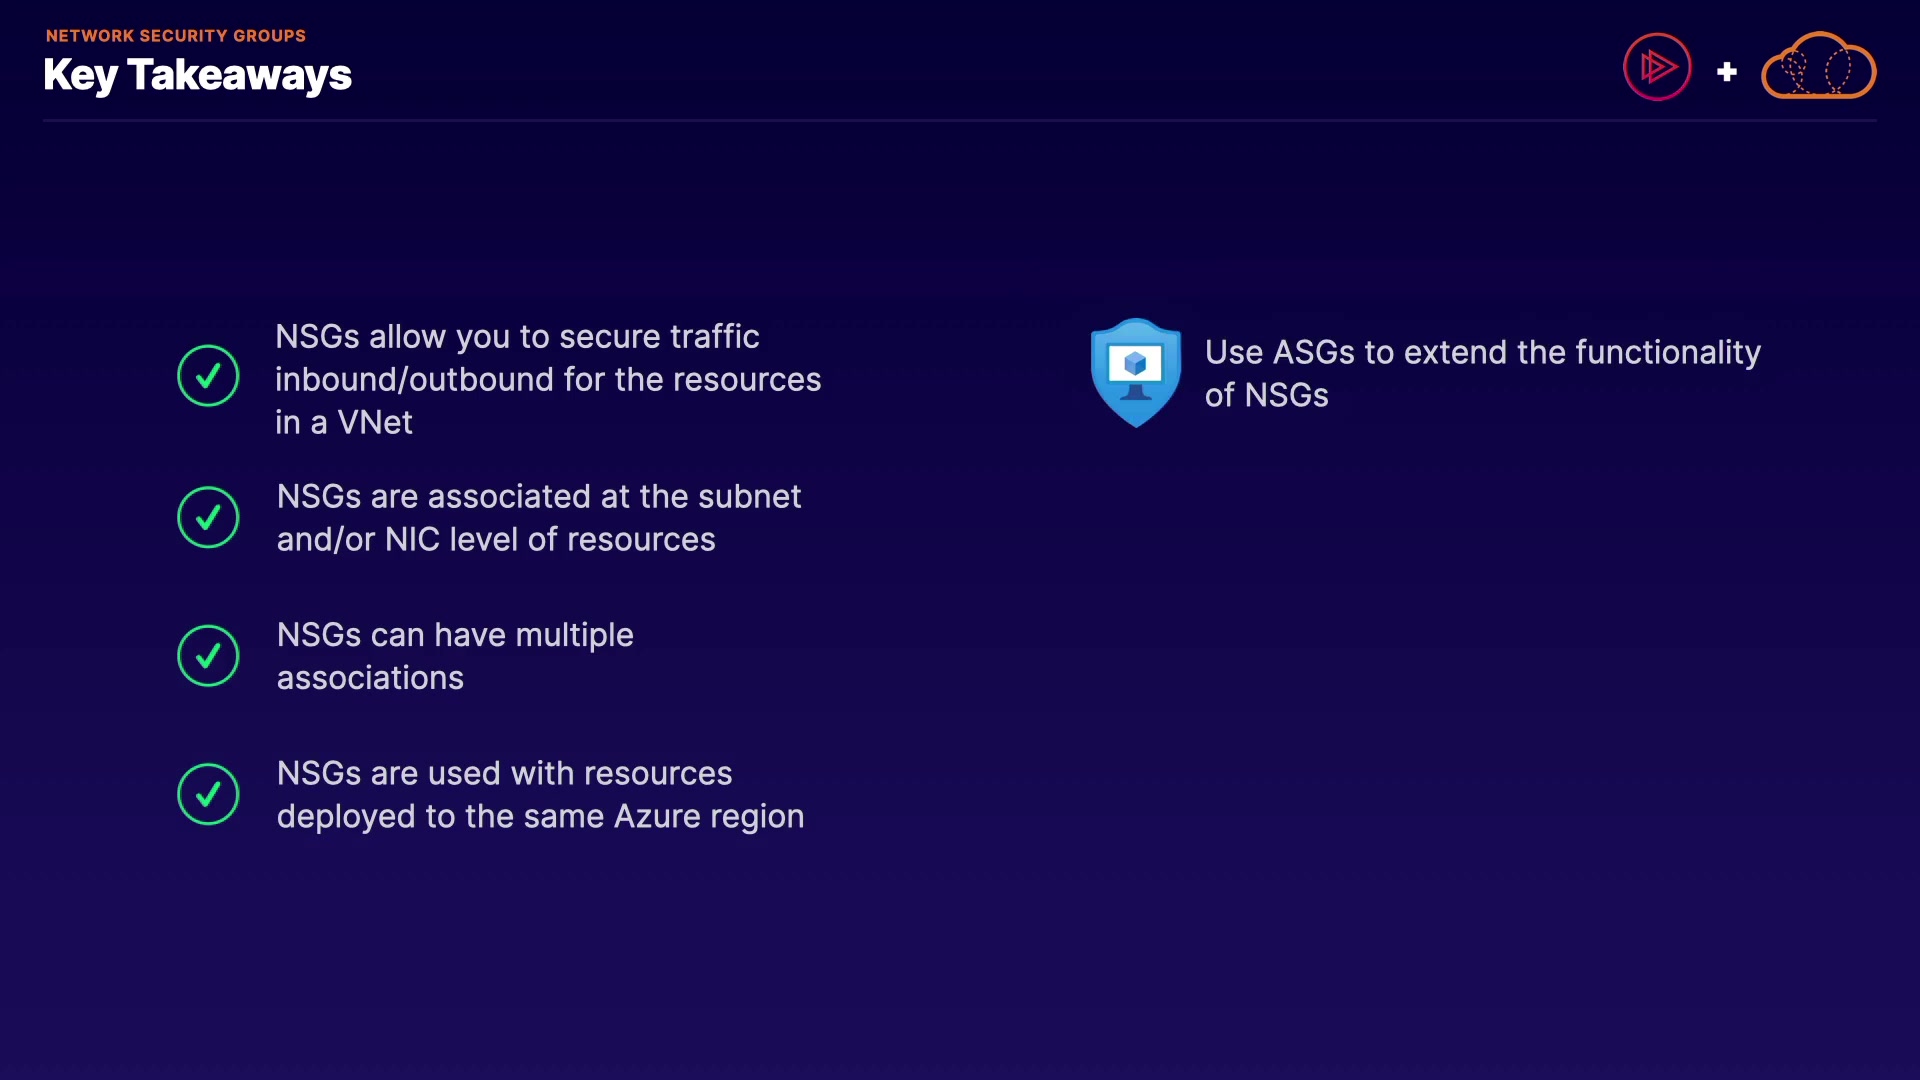 NETWORK SECURITY GROUPS
Key Takeaways
NSGs allow you to secure traffic
inbound/outbound for the resources
in a VNet
NSGs are associated at the subnet
and/or NIC level of resources
NSGs can have multiple
associations
NSGs are used with resources
deployed to the same Azure region
Use ASGs to extend the functionality
of NSGs